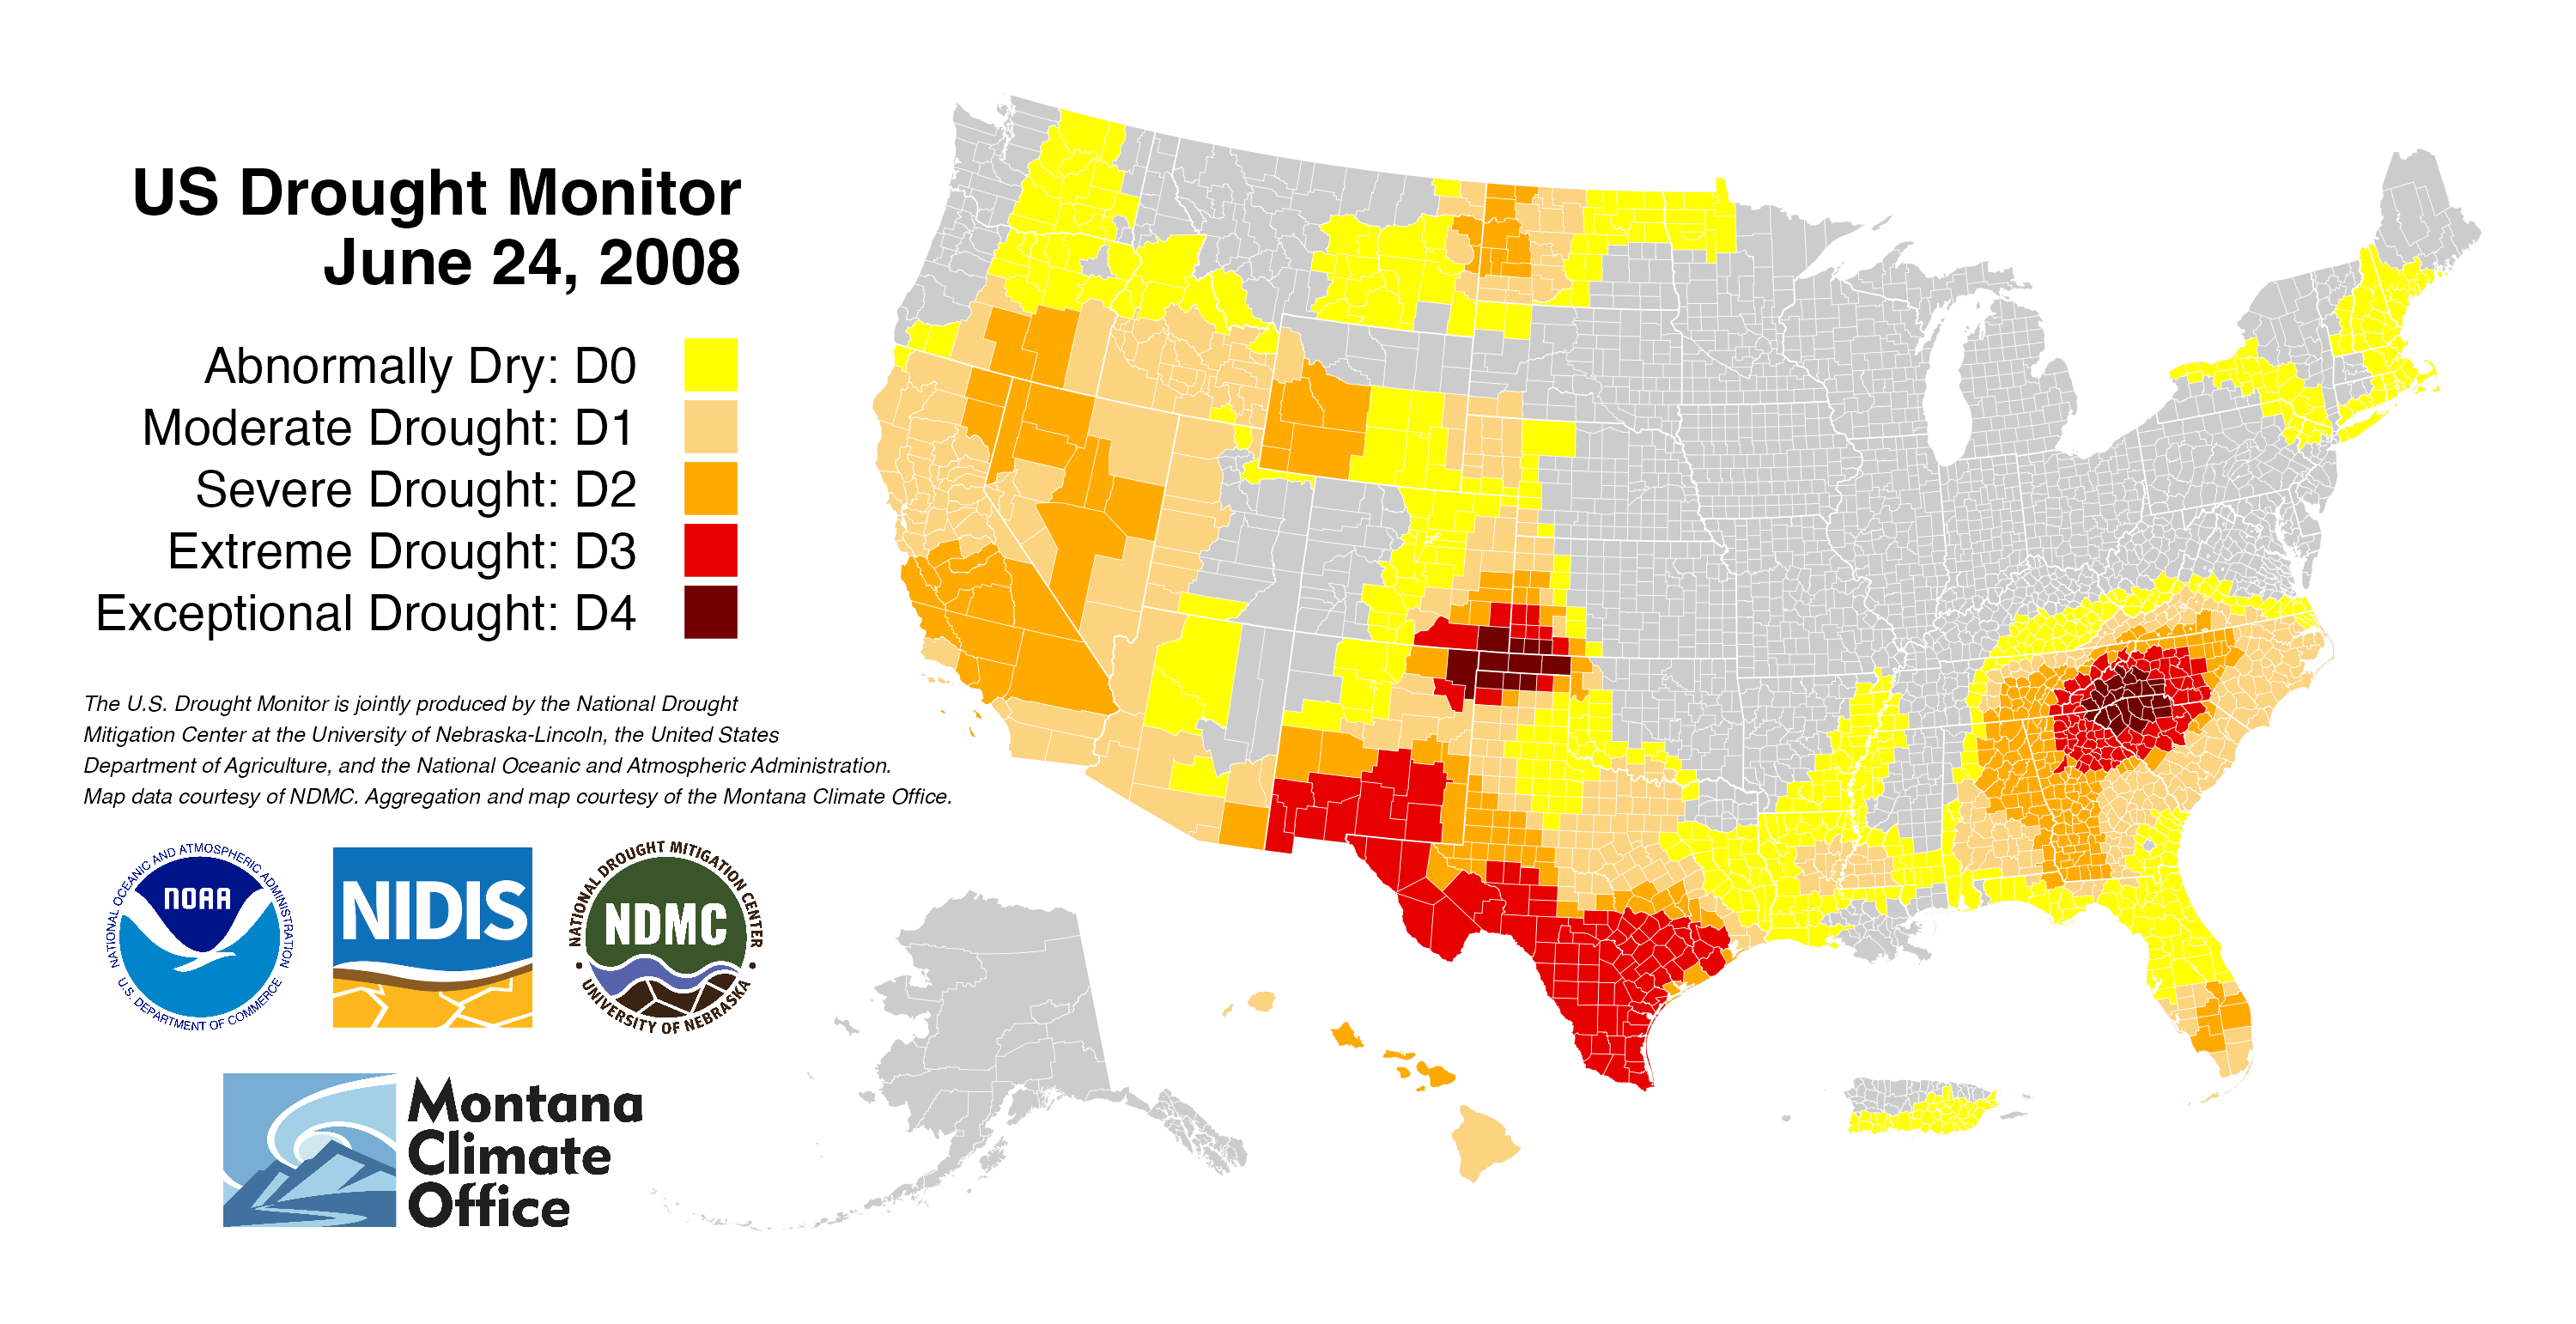 US Drought Monitor
June 24, 2008
Abnormally Dry: D0
Moderate Drought: D1
Severe Drought: D2
Extreme Drought: D3
Exceptional Drought: D4
The U.S. Drought Monitor is jointly produced by the National Drought
Mitigation Center at the University of Nebraska-Lincoln, the United States
Department of Agriculture, and the National Oceanic and Atmospheric Administration.
Map data courtesy of NDMC. Aggregation and map courtesy of the Montana Climate Office.
NATIONAL OCEANIC AND ATMOSPHERIC ADMINISTRATION
NOAA
U.S. DEPARTMENT OF COMMERCE
NIDIS
NATIONAL DROUGHT MITIGATION CENTER
NDMC
UNIVERSITY OF NEBRASKA
Montana
Climate
Office